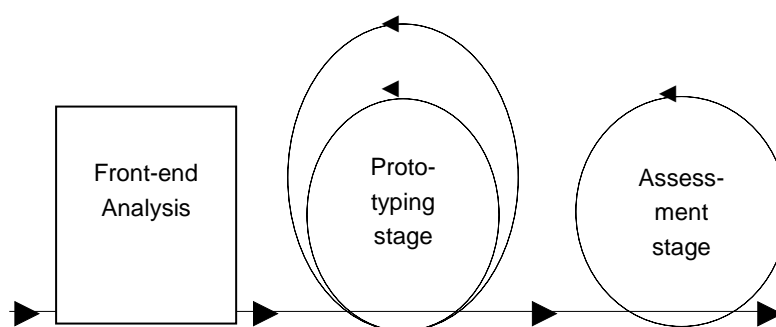 Front-end
Analysis
Proto-
typing
stage
Assess-
ment
stage